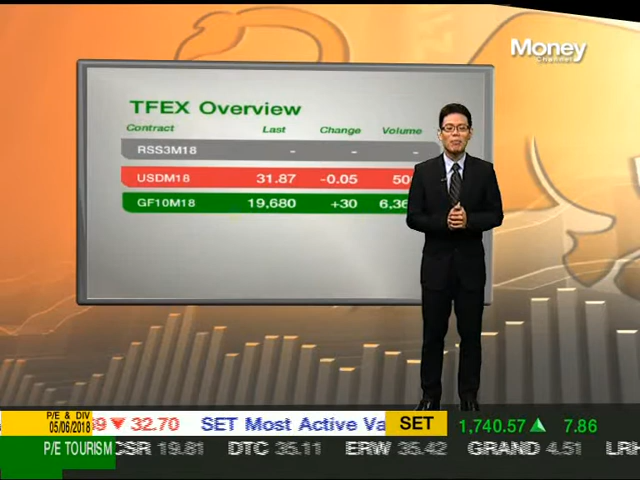 Money
Channel
TFEX Overview
Contract Last Change Volume
RSS3M18 - - -
USDM18 31.87 -0.05
GF10M18 19,680 +30
P/E & DIV
05/06/2018
32.70 SET Most Active
SET 1,740.57 7.86
P/E TOURISM
CSR 19.81 DTC 35.11 ERW 35.42 GRAND 4.51